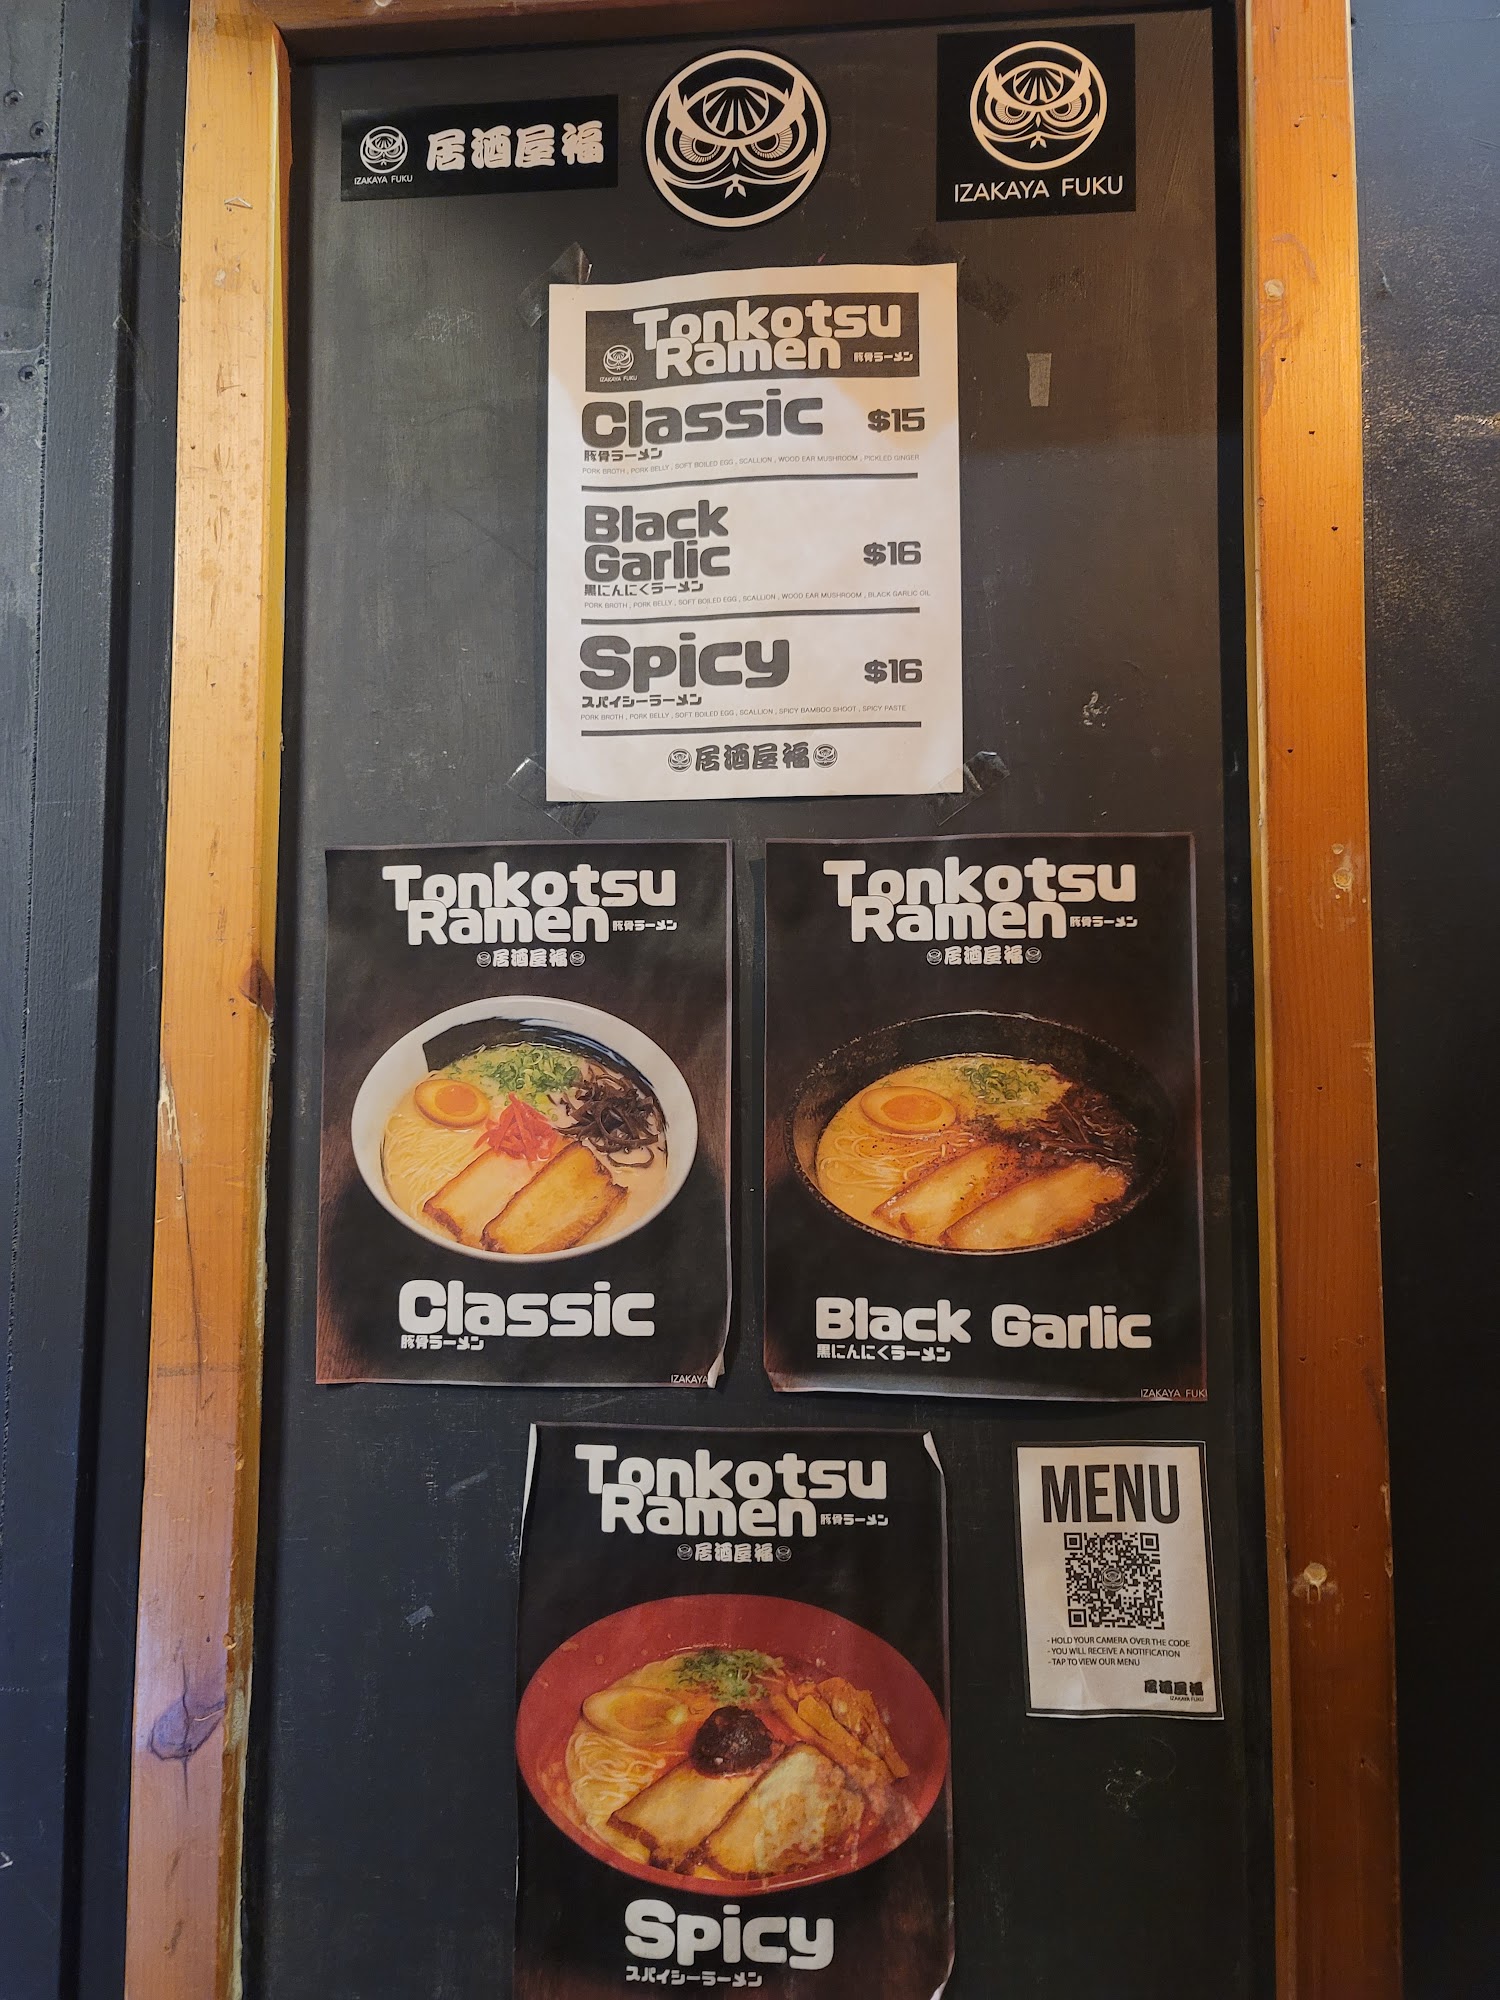 IZAKAYA FUKU
居酒屋福
IZAKAYA FUKU
Tonkotsu
Ramen 豚骨ラーメン
IZAKAYA FUKU
Classic $15
豚骨ラーメン
PORK BROTH , PORK BELLY , SOFT BOILED EGG , SCALLION , WOOD EAR MUSHROOM , PICKLED GINGER
Black
Garlic $16
黒にんにくラーメン
PORK BROTH , PORK BELLY , SOFT BOILED EGG , SCALLION , WOOD EAR MUSHROOM , BLACK GARLIC OIL
Spicy $16
スパイシーラーメン
PORK BROTH , PORK BELLY , SOFT BOILED EGG , SCALLION , SPICY BAMBOO SHOOT , SPICY PASTE
居酒屋福
Tonkotsu
Ramen 豚骨ラーメン
居酒屋福
Classic
豚骨ラーメン
IZAKAYA
Tonkotsu
Ramen 豚骨ラーメン
居酒屋福
Black Garlic
黒にんにくラーメン
IZAKAYA FUK
Tonkotsu
Ramen 豚骨ラーメン
居酒屋福
Spicy
スパイシーラーメン
MENU
- HOLD YOUR CAMERA OVER THE CODE
- YOU WILL RECEIVE A NOTIFICATION
- TAP TO VIEW OUR MENU
居酒屋福
IZAKAYA FUKU